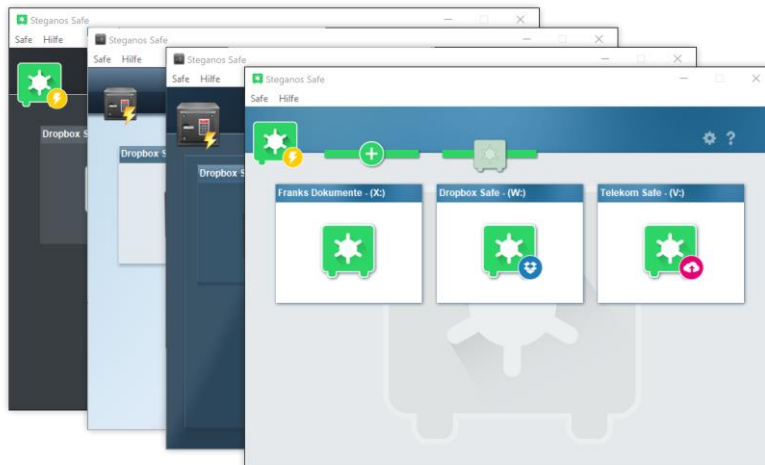 Steganos Safe
Safe Hilfe
Dropbox S
Steganos Safe
Safe Hilfe
Dropbox S
Steganos Safe
Safe Hilfe
Dropbox S
Steganos Safe
Safe Hilfe
?
Franks Dokumente - (X:) Dropbox Safe - (W:) Telekom Safe - (V:)